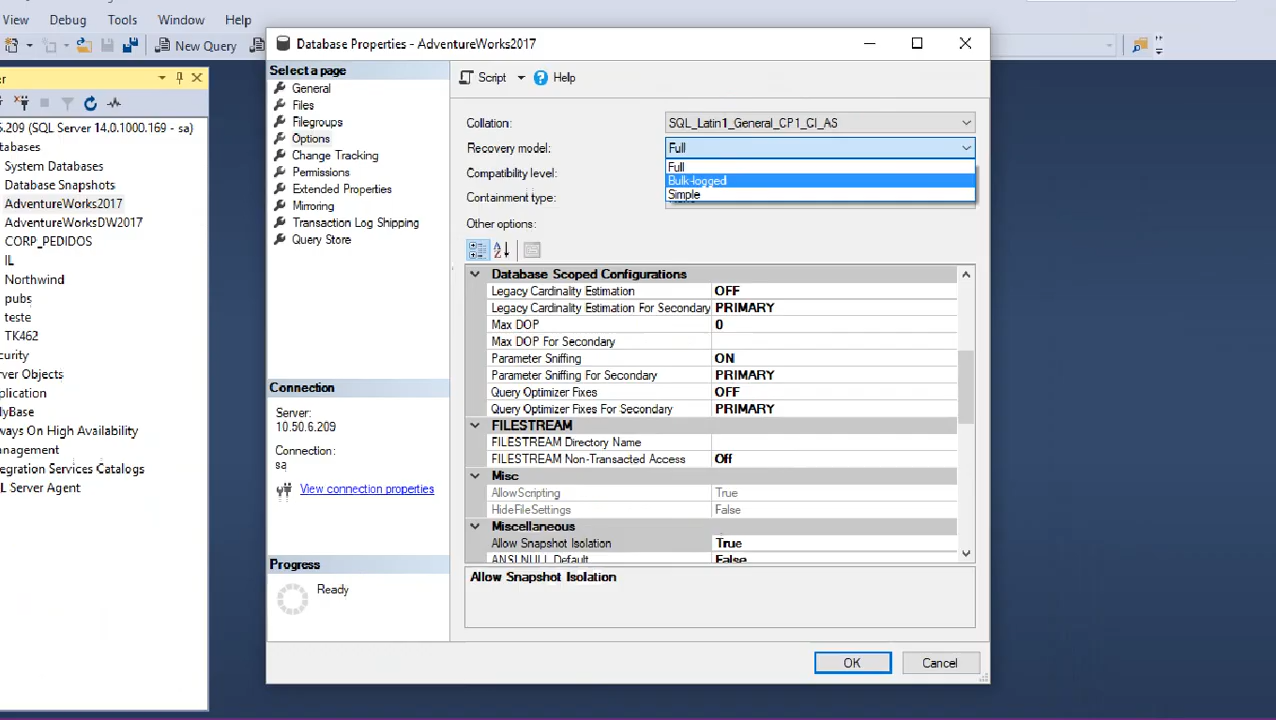 View
Debug
Tools
Window
Help
New Query
Database Properties - AdventureWorks2017
Select a page
General
Files
Filegroups
Options
Change Tracking
Permissions
Extended Properties
Mirroring
Transaction Log Shipping
Query Store
Script
Help
Collation:
SQL_Latin1_General_CP1_CI_AS
Recovery model:
Full
Full
Bulk-logged
Simple
Compatibility level:
Containment type:
Other options:
Database Scoped Configurations
Legacy Cardinality Estimation
OFF
Legacy Cardinality Estimation For Secondary
PRIMARY
Max DOP
0
Max DOP For Secondary
Parameter Sniffing
ON
Parameter Sniffing For Secondary
PRIMARY
Query Optimizer Fixes
OFF
Query Optimizer Fixes For Secondary
PRIMARY
FILESTREAM
FILESTREAM Directory Name
FILESTREAM Non-Transacted Access
Off
Misc
AllowScripting
True
HideFileSettings
False
Miscellaneous
Allow Snapshot Isolation
True
ANSI NULL Default
False
Allow Snapshot Isolation
Connection
Server:
10.50.6.209
Connection:
sa
View connection properties
Progress
Ready
OK
Cancel
er
.209 (SQL Server 14.0.1000.169 - sa)
tabases
System Databases
Database Snapshots
AdventureWorks2017
AdventureWorksDW2017
CORP_PEDIDOS
IL
Northwind
pubs
teste
TK462
curity
rver Objects
plication
lyBase
ways On High Availability
nagement
egration Services Catalogs
L Server Agent